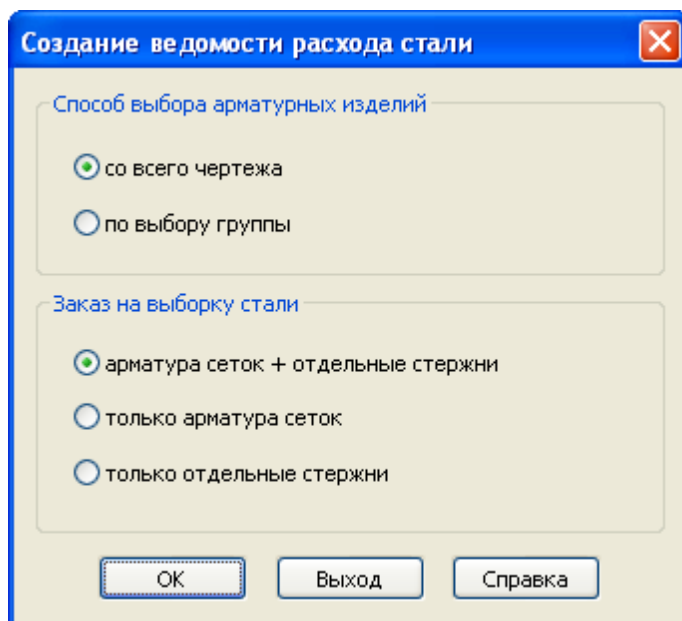 Создание ведомости расхода стали
Способ выбора арматурных изделий
со всего чертежа
по выбору группы
Заказ на выборку стали
арматура сеток + отдельные стержни
только арматура сеток
только отдельные стержни
ОК Выход Справка